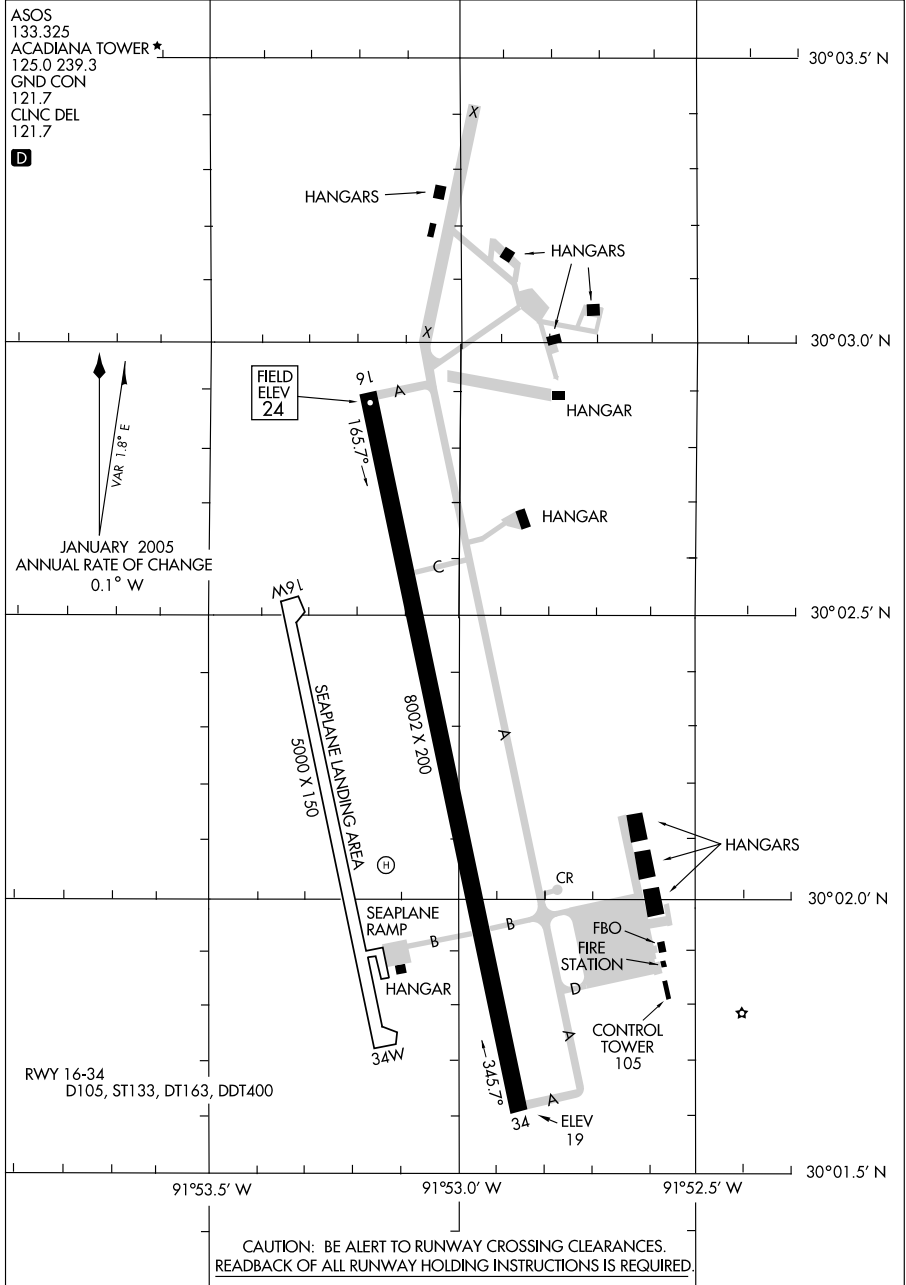 ASOS
133.325
ACADIANA TOWER
125.0 239.3
GND CON
121.7
CLNC DEL
121.7
D
30°03.5' N
X
HANGARS
HANGARS
X
30°03.0' N
FIELD
ELEV
24
16
A
165.7°
HANGAR
VAR 1.8° E
JANUARY 2005
ANNUAL RATE OF CHANGE
0.1° W
HANGAR
C
16W
30°02.5' N
SEAPLANE LANDING AREA
5000 X 150
8002 X 200
A
HANGARS
H
CR
30°02.0' N
SEAPLANE
RAMP
B
B
FBO
FIRE
STATION
HANGAR
D
CONTROL
TOWER
105
A
34W
345.7°
RWY 16-34
D105, ST133, DT163, DDT400
A
34
ELEV
19
30°01.5' N
91°53.5' W
91°53.0' W
91°52.5' W
CAUTION: BE ALERT TO RUNWAY CROSSING CLEARANCES.
READBACK OF ALL RUNWAY HOLDING INSTRUCTIONS IS REQUIRED.